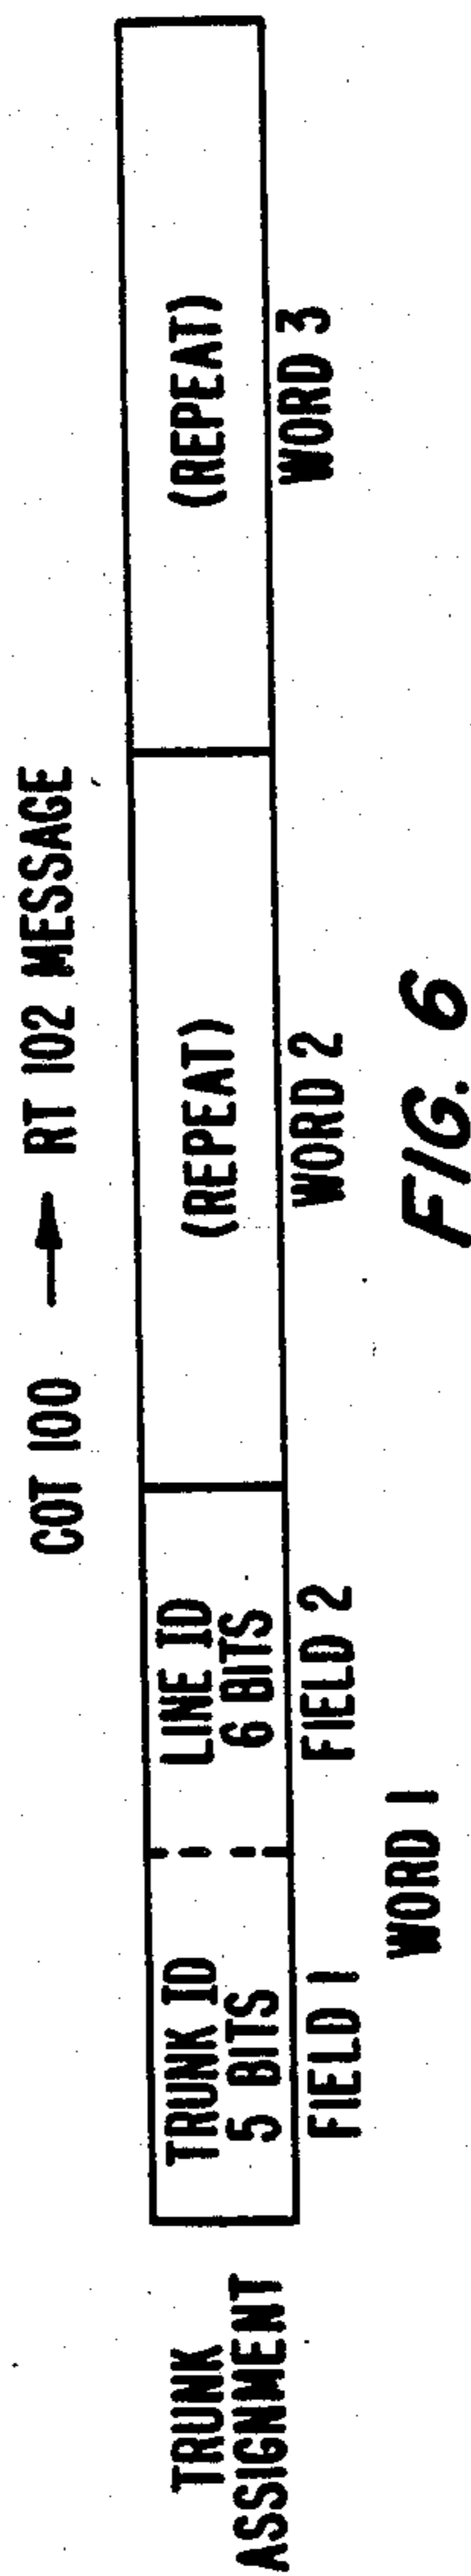 COT 100 → RT 102 MESSAGE
TRUNK
ASSIGNMENT
TRUNK ID
5 BITS
LINE ID
6 BITS
(REPEAT)
(REPEAT)
FIELD 1
FIELD 2
WORD 2
WORD 3
WORD 1
FIG. 6